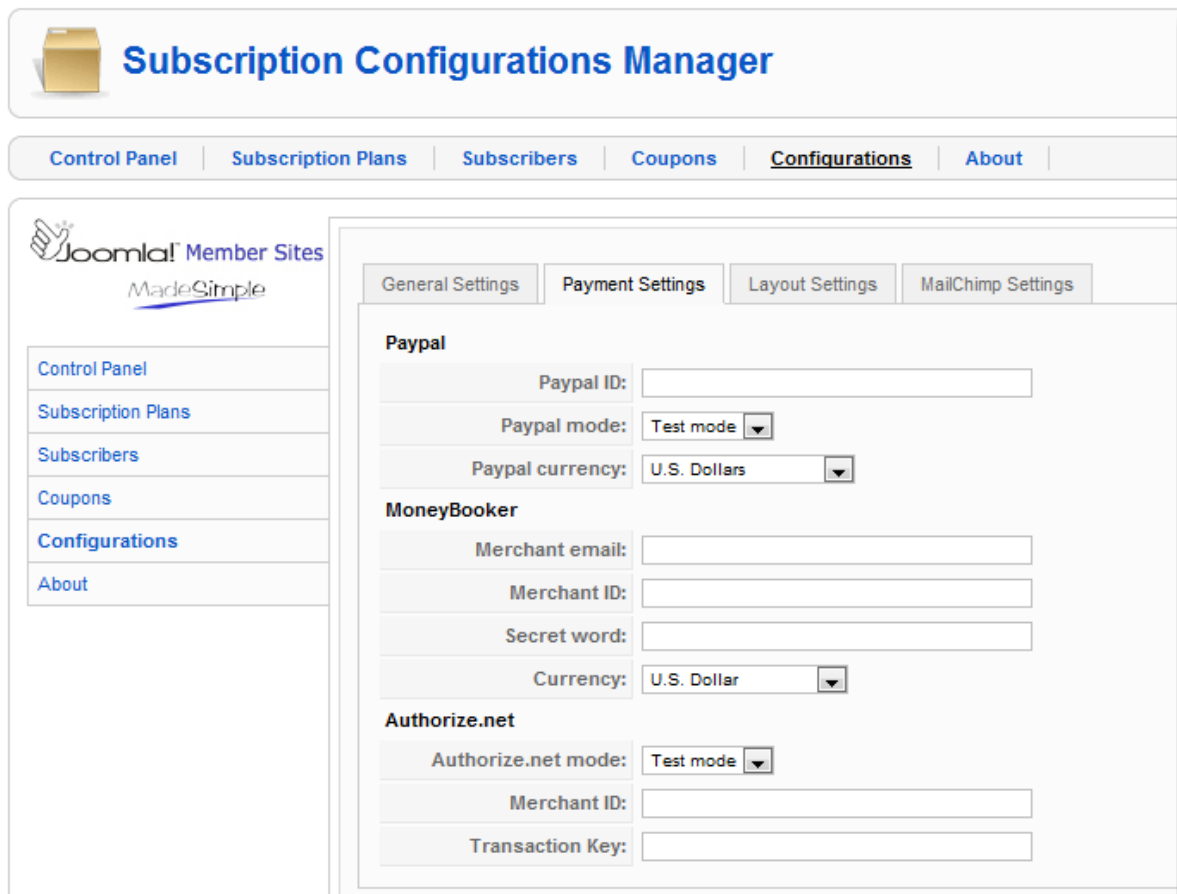 Subscription Configurations Manager
Control Panel Subscription Plans Subscribers Coupons Configurations About
Joomla!™ Member Sites
MadeSimple
Control Panel
Subscription Plans
Subscribers
Coupons
Configurations
About
General Settings Payment Settings Layout Settings MailChimp Settings
Paypal
Paypal ID:
Paypal mode: Test mode
Paypal currency: U.S. Dollars
MoneyBooker
Merchant email:
Merchant ID:
Secret word:
Currency: U.S. Dollar
Authorize.net
Authorize.net mode: Test mode
Merchant ID:
Transaction Key: